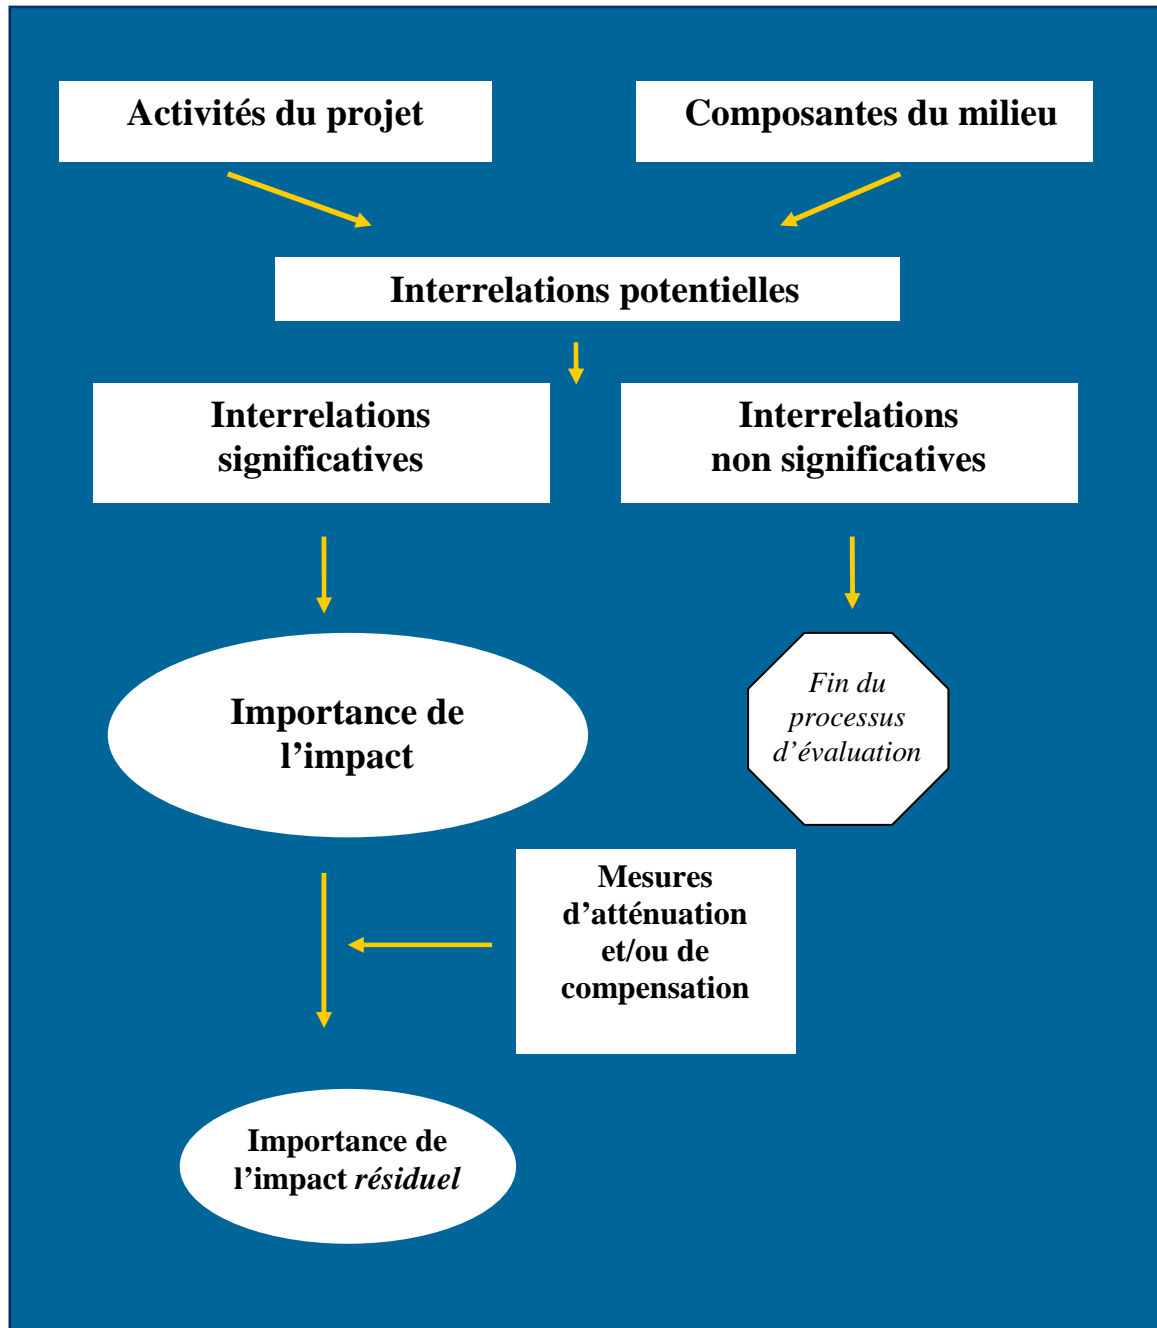 Activités du projet
Composantes du milieu
Interrelations potentielles
Interrelations
significatives
Interrelations
non significatives
Importance de
l’impact
Fin du
processus
d’évaluation
Mesures
d’atténuation
et/ou de
compensation
Importance de
l’impact résiduel